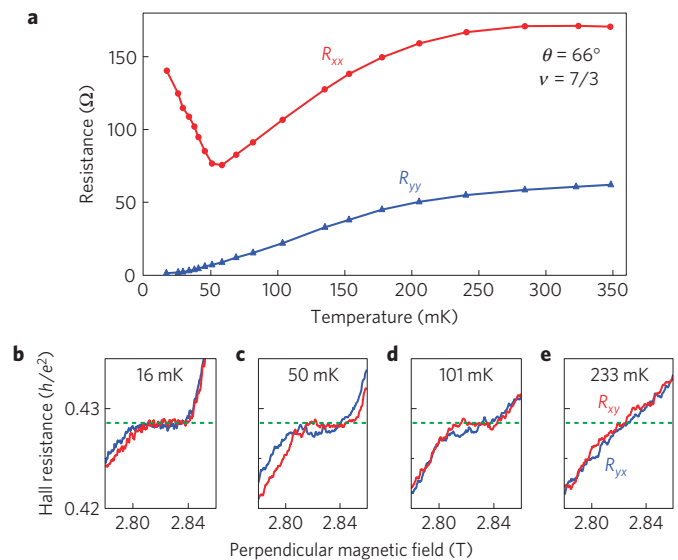 a
150
100
50
0
Resistance (Ω)
R_xx
θ = 66°
ν = 7/3
R_yy
0 50 100 150 200 250 300 350
Temperature (mK)
b c d e
16 mK 50 mK 101 mK 233 mK
Hall resistance (h/e²)
0.43
0.42
R_xy
R_yx
2.80 2.84 2.80 2.84 2.80 2.84 2.80 2.84
Perpendicular magnetic field (T)